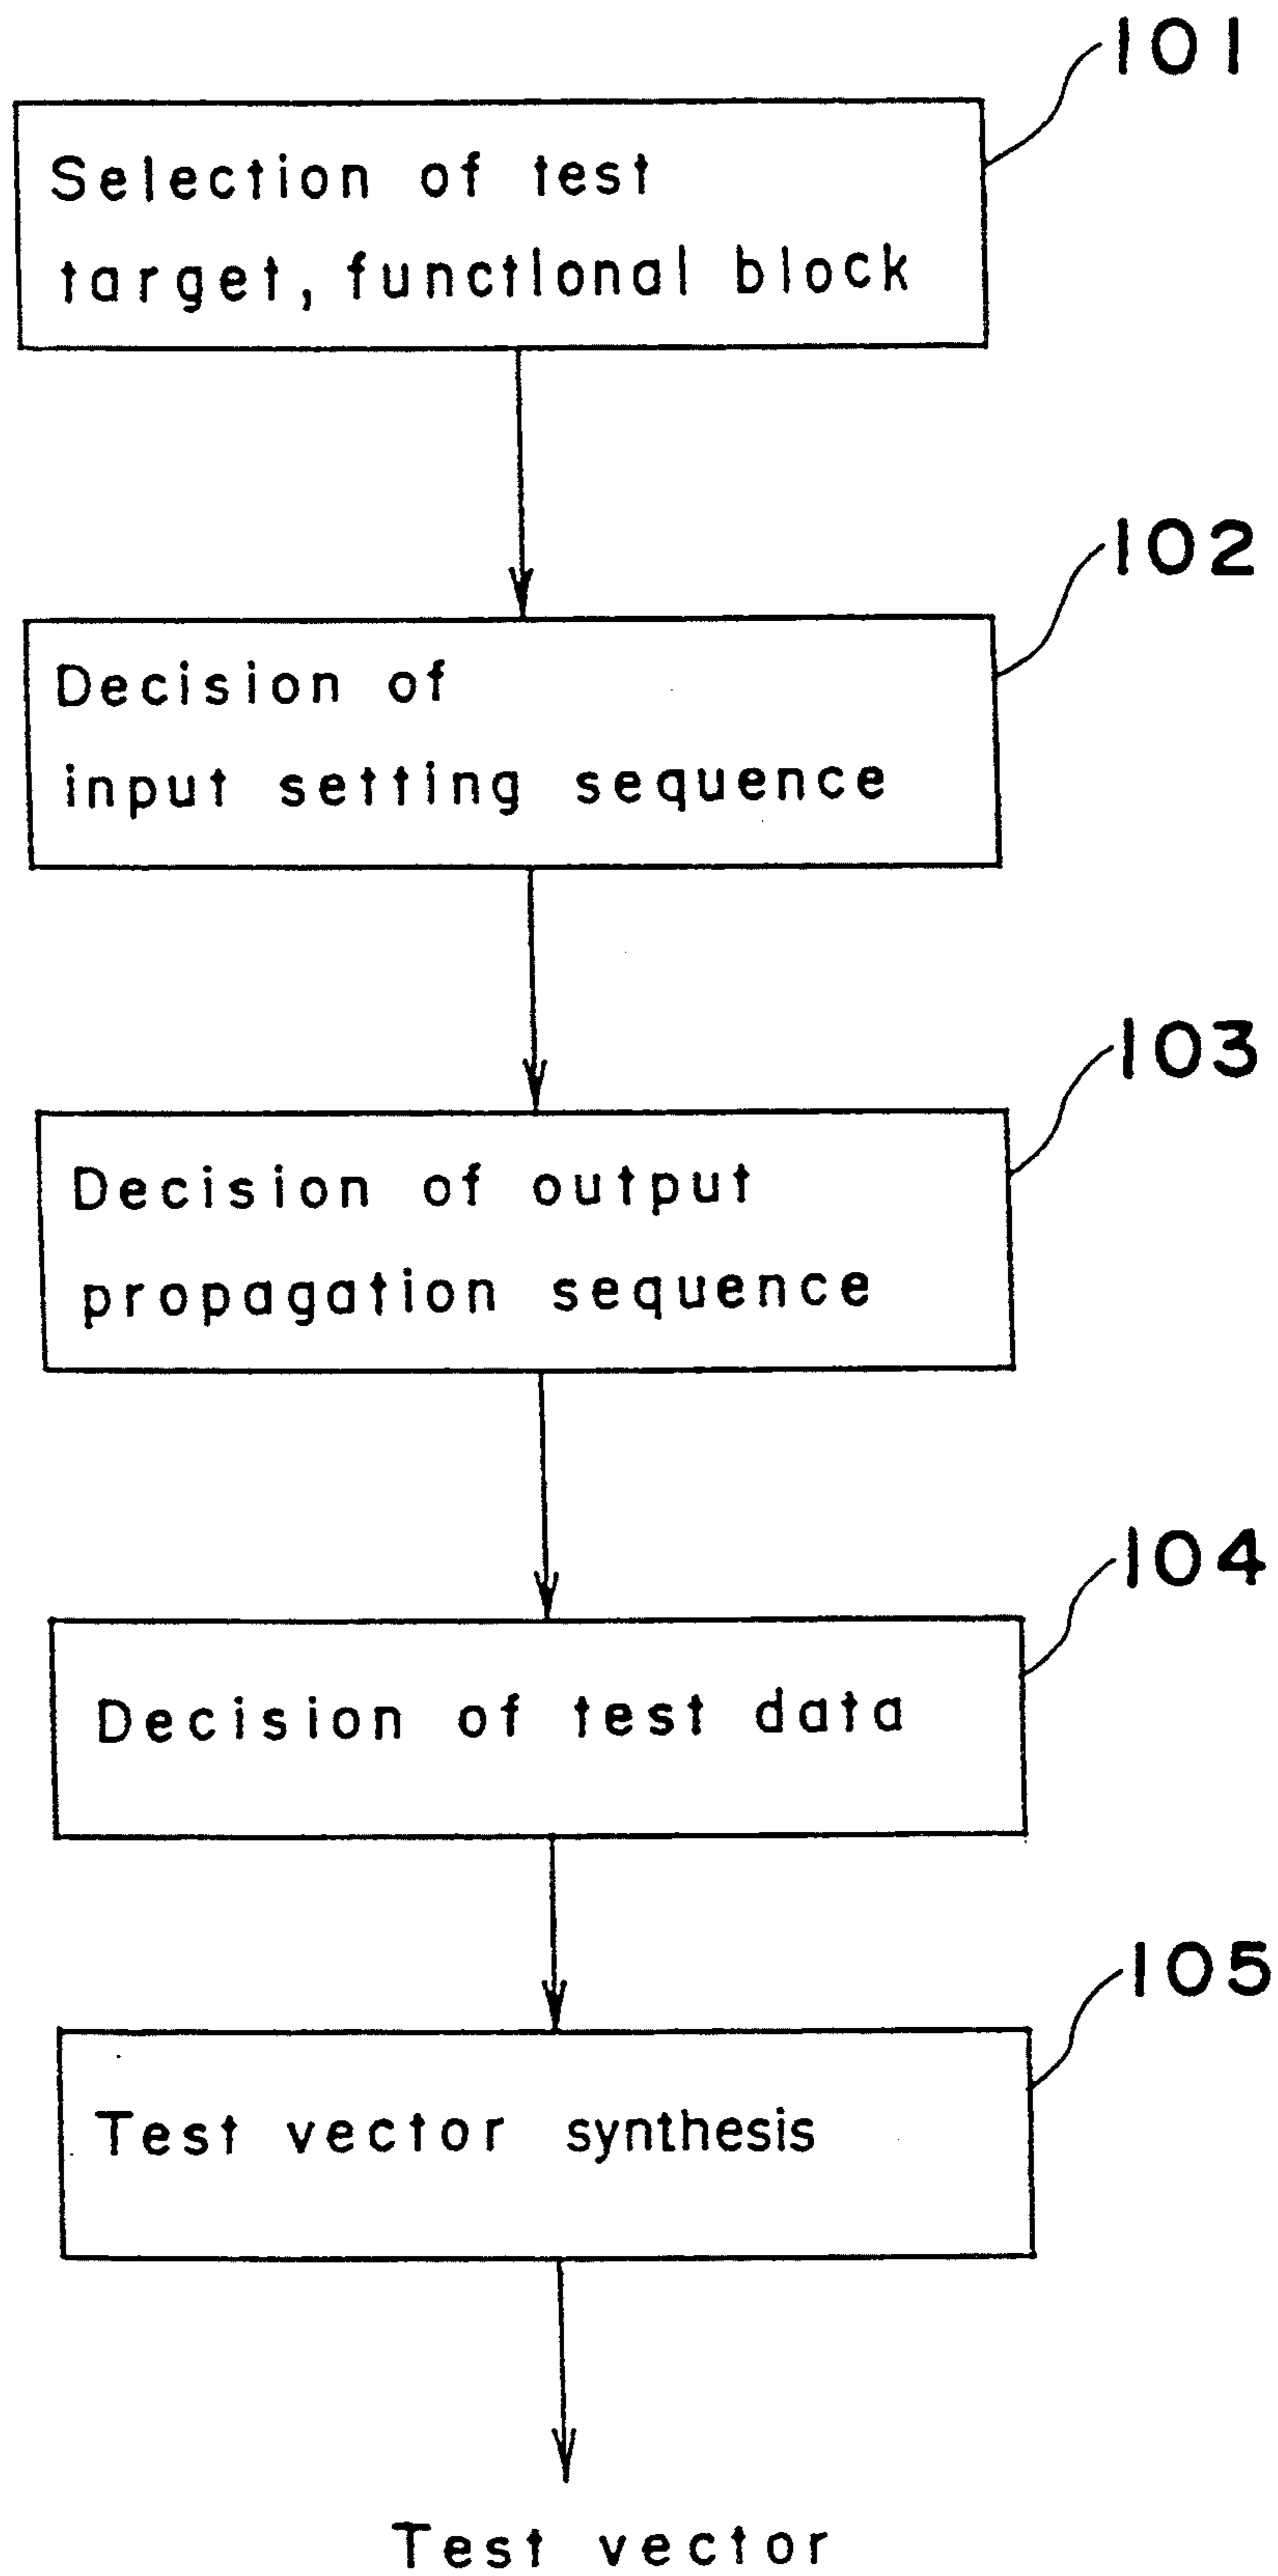 101
Selection of test
target, functional block
102
Decision of
input setting sequence
103
Decision of output
propagation sequence
104
Decision of test data
105
Test vector synthesis
Test vector